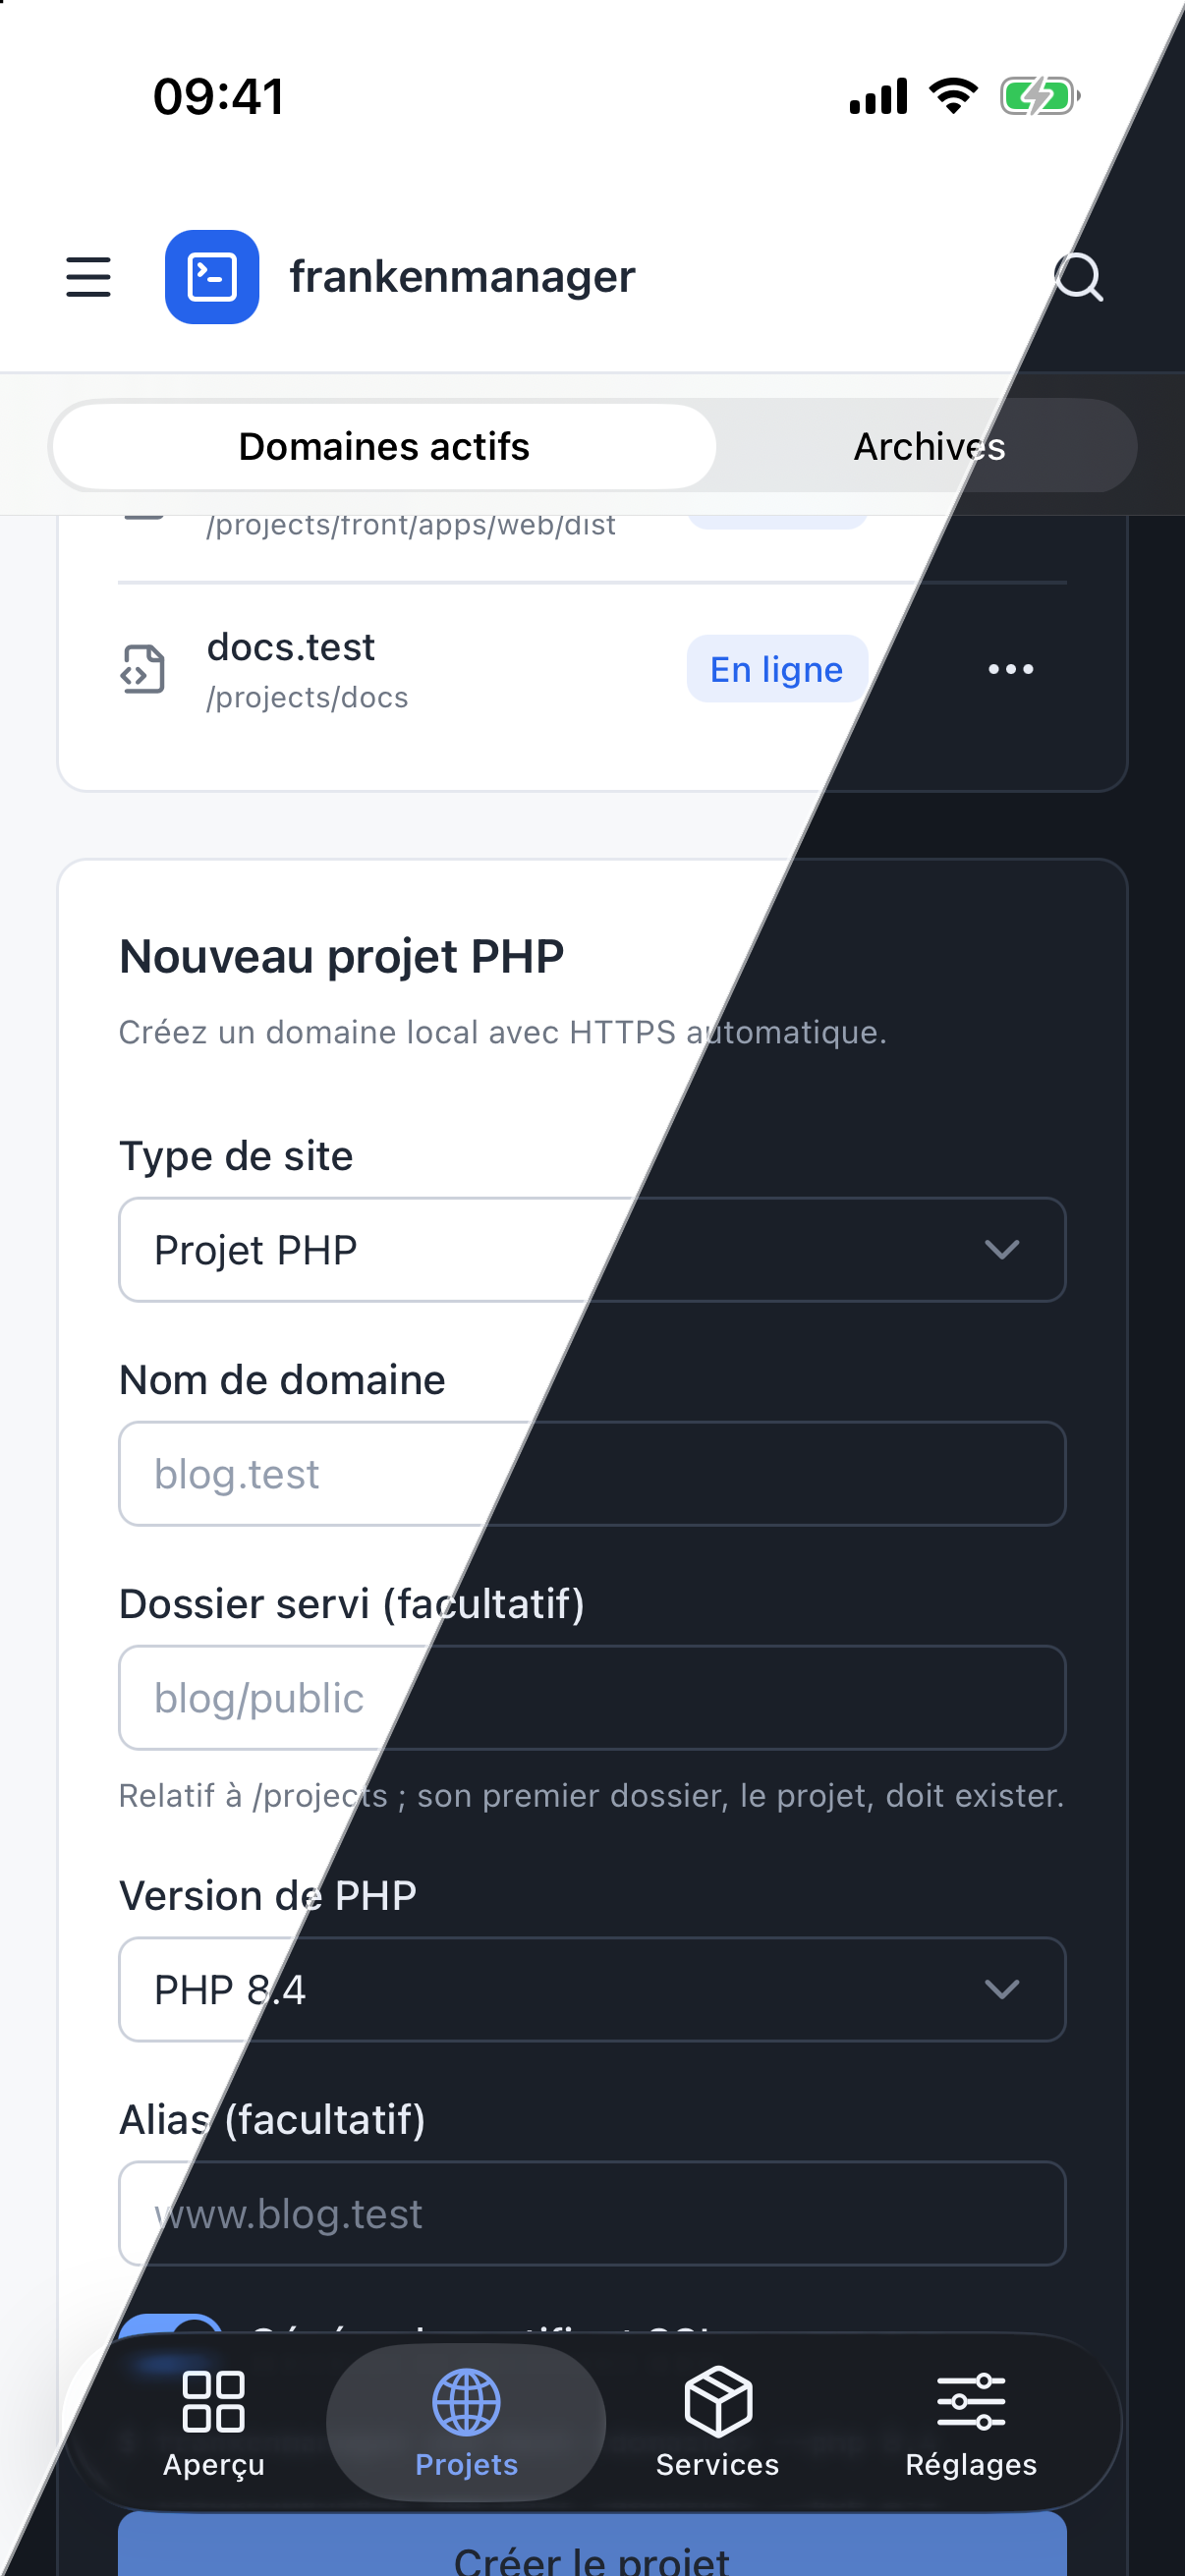 09:41
frankenmanager
Domaines actifs
Archives
/projects/front/apps/web/dist
docs.test
En ligne
/projects/docs
Nouveau projet PHP
Créez un domaine local avec HTTPS automatique.
Type de site
Projet PHP
Nom de domaine
blog.test
Dossier servi (facultatif)
blog/public
Relatif à /projects ; son premier dossier, le projet, doit exister.
Version de PHP
PHP 8.4
Alias (facultatif)
www.blog.test
Aperçu
Projets
Services
Réglages
Créer le projet